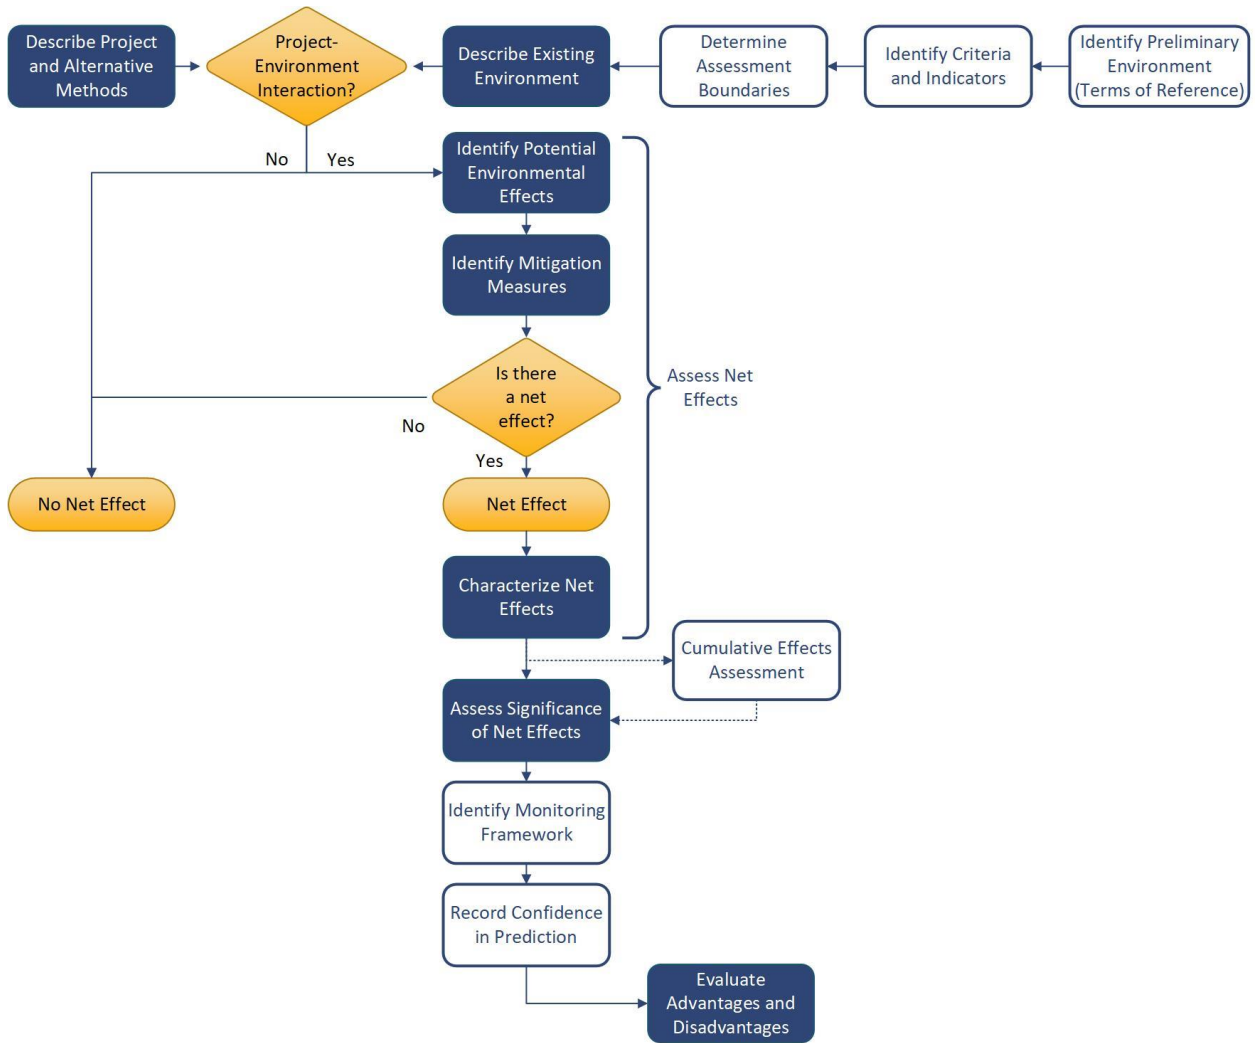 Describe Project
and Alternative
Methods
Project-
Environment
Interaction?
Describe Existing
Environment
Determine
Assessment
Boundaries
Identify Criteria
and Indicators
Identify Preliminary
Environment
(Terms of Reference)
No
Yes
Identify Potential
Environmental
Effects
Identify Mitigation
Measures
Is there
a net
effect?
Assess Net
Effects
No
Yes
No Net Effect
Net Effect
Characterize Net
Effects
Cumulative Effects
Assessment
Assess Significance
of Net Effects
Identify Monitoring
Framework
Record Confidence
in Prediction
Evaluate
Advantages and
Disadvantages